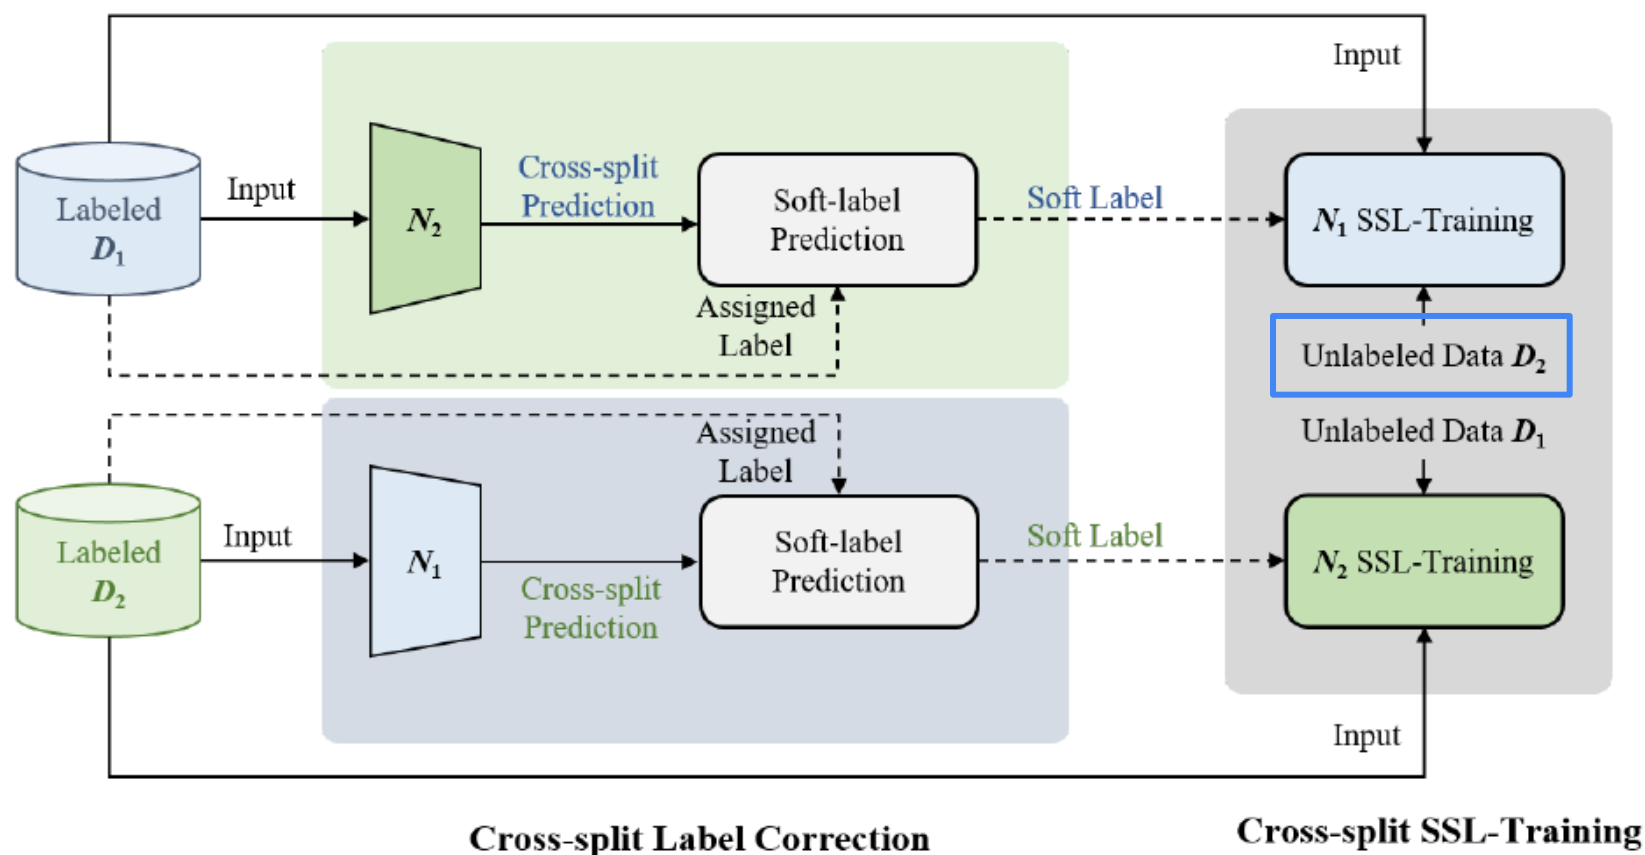 Input
Labeled
D1
Input
N2
Cross-split
Prediction
Soft-label
Prediction
Soft Label
N1 SSL-Training
Assigned
Label
Unlabeled Data D2
Assigned
Label
Unlabeled Data D1
Labeled
D2
Input
N1
Cross-split
Prediction
Soft-label
Prediction
Soft Label
N2 SSL-Training
Input
Cross-split Label Correction
Cross-split SSL-Training